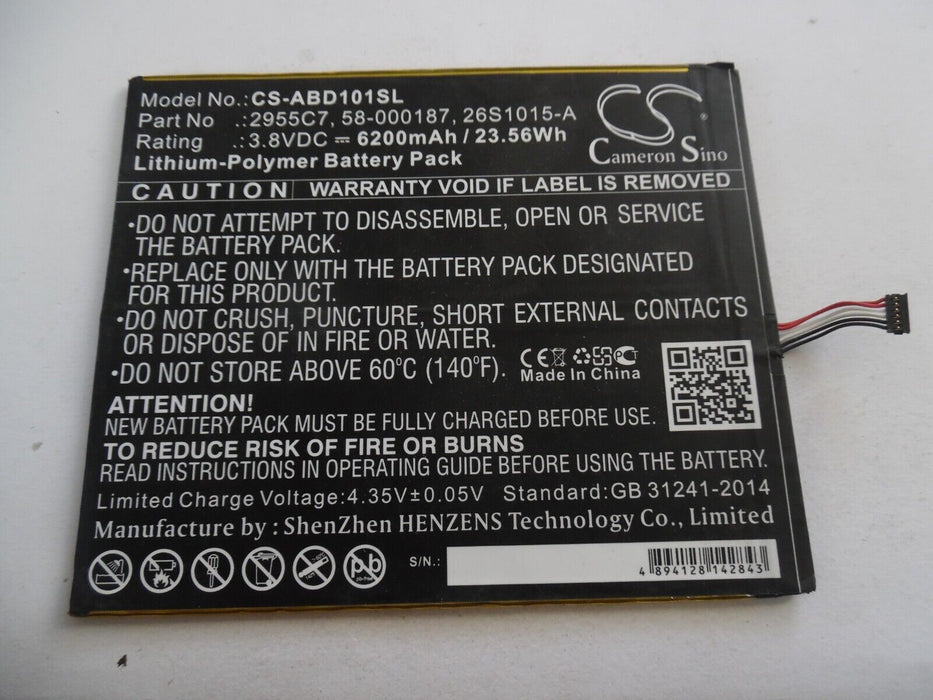 Model No.:CS-ABD101SL
Part No .:2955C7, 58-000187, 26S1015-A
Rating .:3.8VDC ⎓ 6200mAh / 23.56Wh
Lithium-Polymer Battery Pack
CS
Cameron Sino
CAUTION | WARRANTY VOID IF LABEL IS REMOVED
•DO NOT ATTEMPT TO DISASSEMBLE, OPEN OR SERVICE
THE BATTERY PACK.
•REPLACE ONLY WITH THE BATTERY PACK DESIGNATED
FOR THIS PRODUCT.
•DO NOT CRUSH, PUNCTURE, SHORT EXTERNAL CONTACTS
OR DISPOSE OF IN FIRE OR WATER.
•DO NOT STORE ABOVE 60°C (140°F).
CE
Made In China
ATTENTION!
NEW BATTERY PACK MUST BE FULLY CHARGED BEFORE USE.
TO REDUCE RISK OF FIRE OR BURNS
READ INSTRUCTIONS IN OPERATING GUIDE BEFORE USING THE BATTERY.
Limited Charge Voltage:4.35V±0.05V Standard:GB 31241-2014
Manufacture by : ShenZhen HENZENS Technology Co., Limited
pb
S/N.:
4 894128 142843